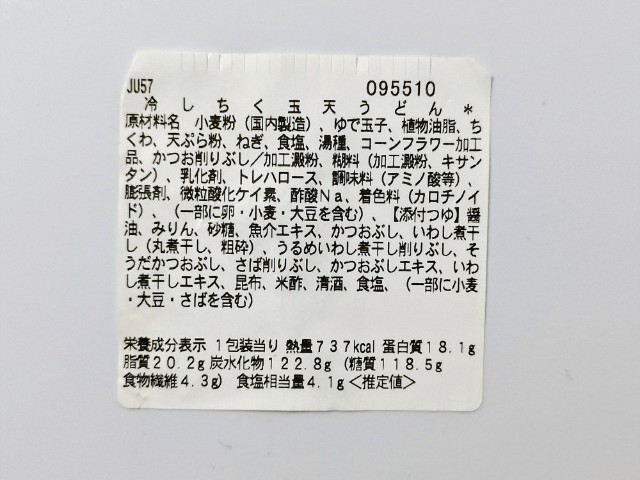 JU57 095510
冷しちく玉天うどん*
原材料名 小麦粉(国内製造)、ゆで玉子、植物油脂、ち
くわ、天ぷら粉、ねぎ、食塩、湯種、コーンフラワー加工
品、かつお削りぶし/加工澱粉、糊料(加工澱粉、キサン
タン)、乳化剤、トレハロース、調味料(アミノ酸等)、
膨張剤、微粒酸化ケイ素、酢酸Na、着色料(カロチノイ
ド)、(一部に卵・小麦・大豆を含む)、【添付つゆ】醤
油、みりん、砂糖、魚介エキス、かつおぶし、いわし煮干
し(丸煮干し、粗砕)、うるめいわし煮干し削りぶし、そ
うだかつおぶし、さば削りぶし、かつおぶしエキス、いわ
し煮干しエキス、昆布、米酢、清酒、食塩、(一部に小麦
・大豆・さばを含む)
栄養成分表示 1包装当り 熱量737kcal 蛋白質18.1g
脂質20.2g 炭水化物122.8g(糖質118.5g
食物繊維4.3g) 食塩相当量4.1g<推定値>